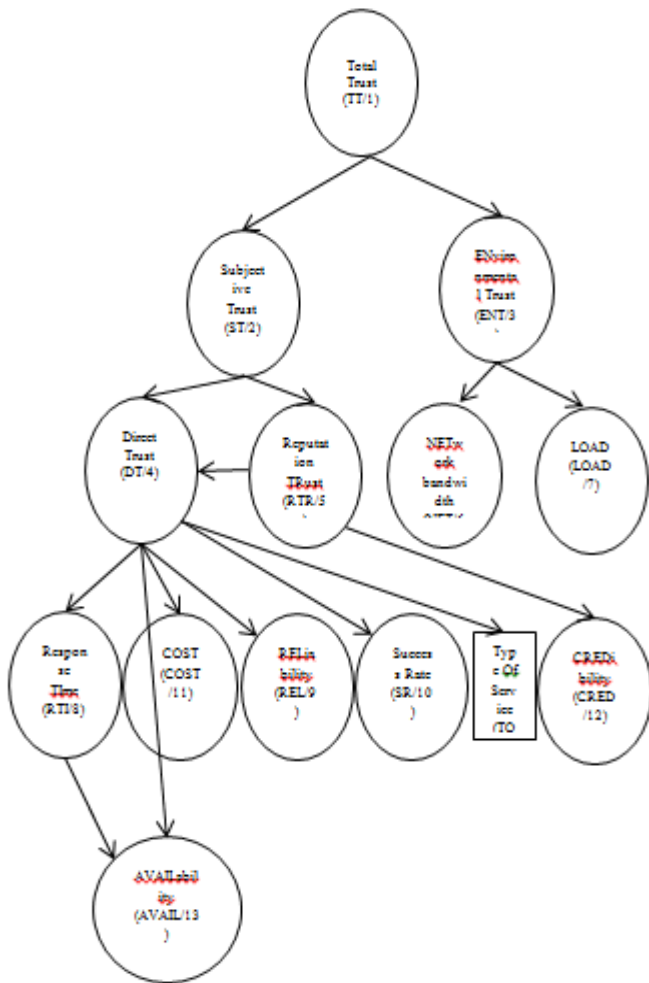 Total
Trust
(TT/1)
Subject
ive
Trust
(ST/2)
ENviro
nmenta
l Trust
(ENT/3
)
Direct
Trust
(DT/4)
Reputat
ion
TRust
(RTR/5
)
NETw
ork
bandwi
dth
LOAD
(LOAD
/7)
Respon
se
TIme
(RTI/8)
COST
(COST
/11)
RELia
bility
(REL/9
)
Succes
s Rate
(SR/10
)
Typ
e Of
Serv
ice
(TO
CREDi
bility
(CRED
/12)
AVAILabil
ity
(AVAIL/13
)